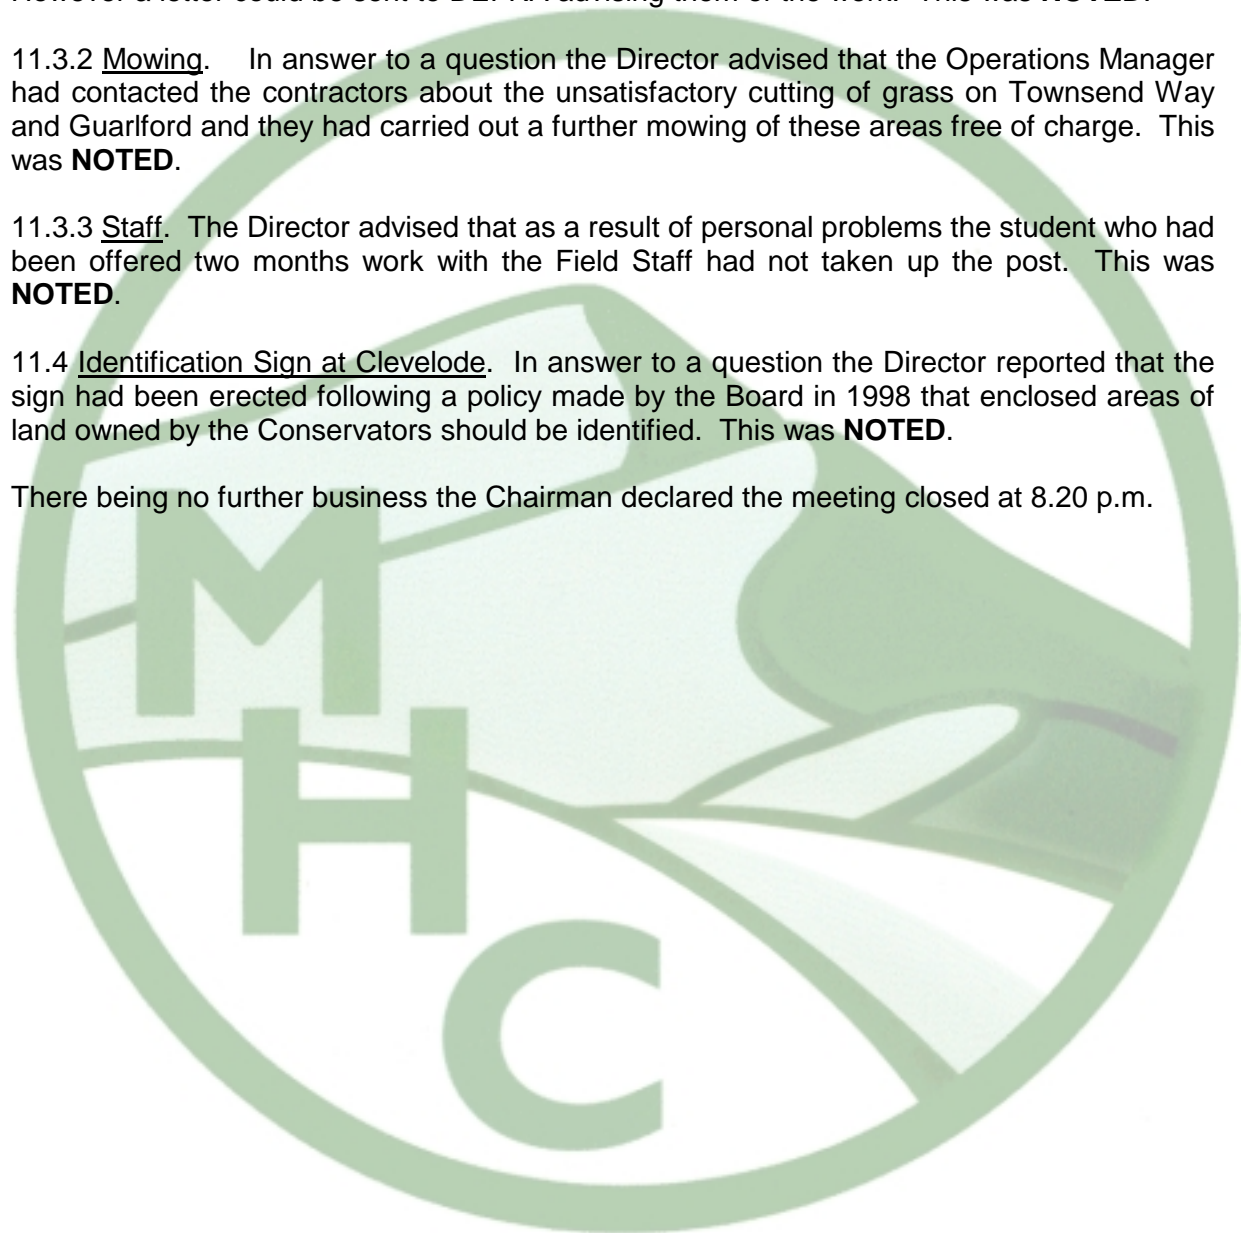 However a letter could be sent to DEFRA advising them of the work. This was NOTED.
11.3.2 Mowing. In answer to a question the Director advised that the Operations Manager
had contacted the contractors about the unsatisfactory cutting of grass on Townsend Way
and Guarlford and they had carried out a further mowing of these areas free of charge. This
was NOTED.
11.3.3 Staff. The Director advised that as a result of personal problems the student who had
been offered two months work with the Field Staff had not taken up the post. This was
NOTED.
11.4 Identification Sign at Clevelode. In answer to a question the Director reported that the
sign had been erected following a policy made by the Board in 1998 that enclosed areas of
land owned by the Conservators should be identified. This was NOTED.
There being no further business the Chairman declared the meeting closed at 8.20 p.m.
M
H
C